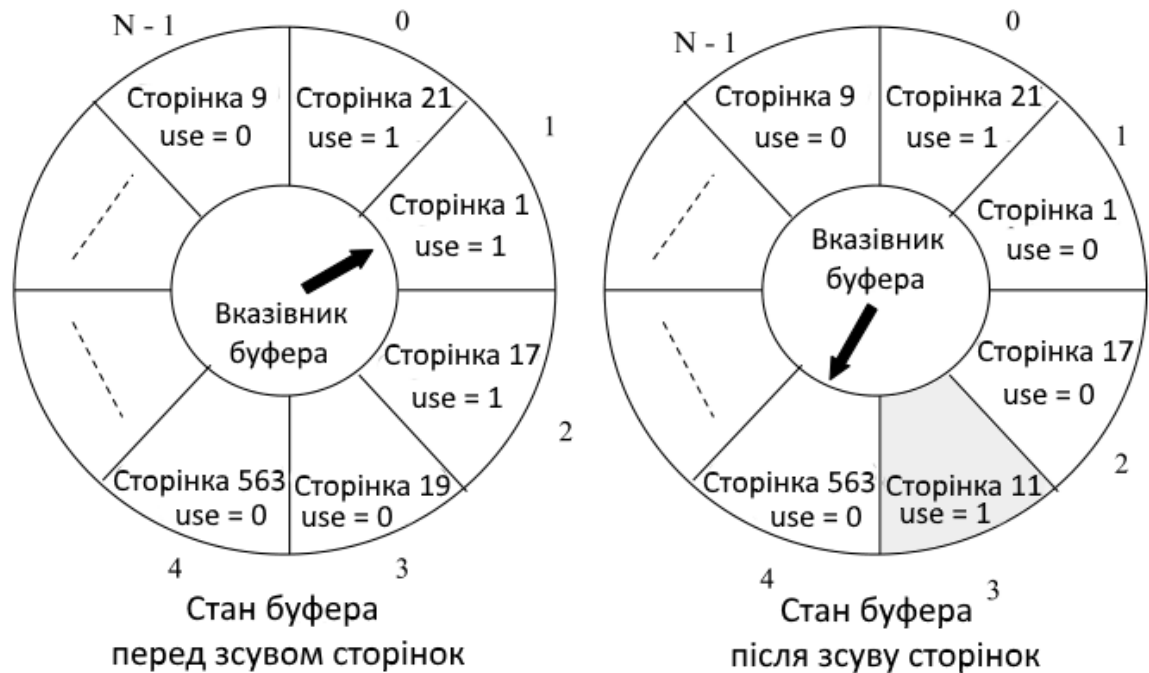 N - 1
0
Сторінка 9
use = 0
Сторінка 21
use = 1
1
Сторінка 1
use = 1
Вказівник
буфера
Сторінка 17
use = 1
2
Сторінка 563
use = 0
Сторінка 19
use = 0
4
3
Стан буфера
перед зсувом сторінок
N - 1
0
Сторінка 9
use = 0
Сторінка 21
use = 1
1
Сторінка 1
use = 0
Вказівник
буфера
Сторінка 17
use = 0
2
Сторінка 563
use = 0
Сторінка 11
use = 1
4
3
Стан буфера
після зсуву сторінок